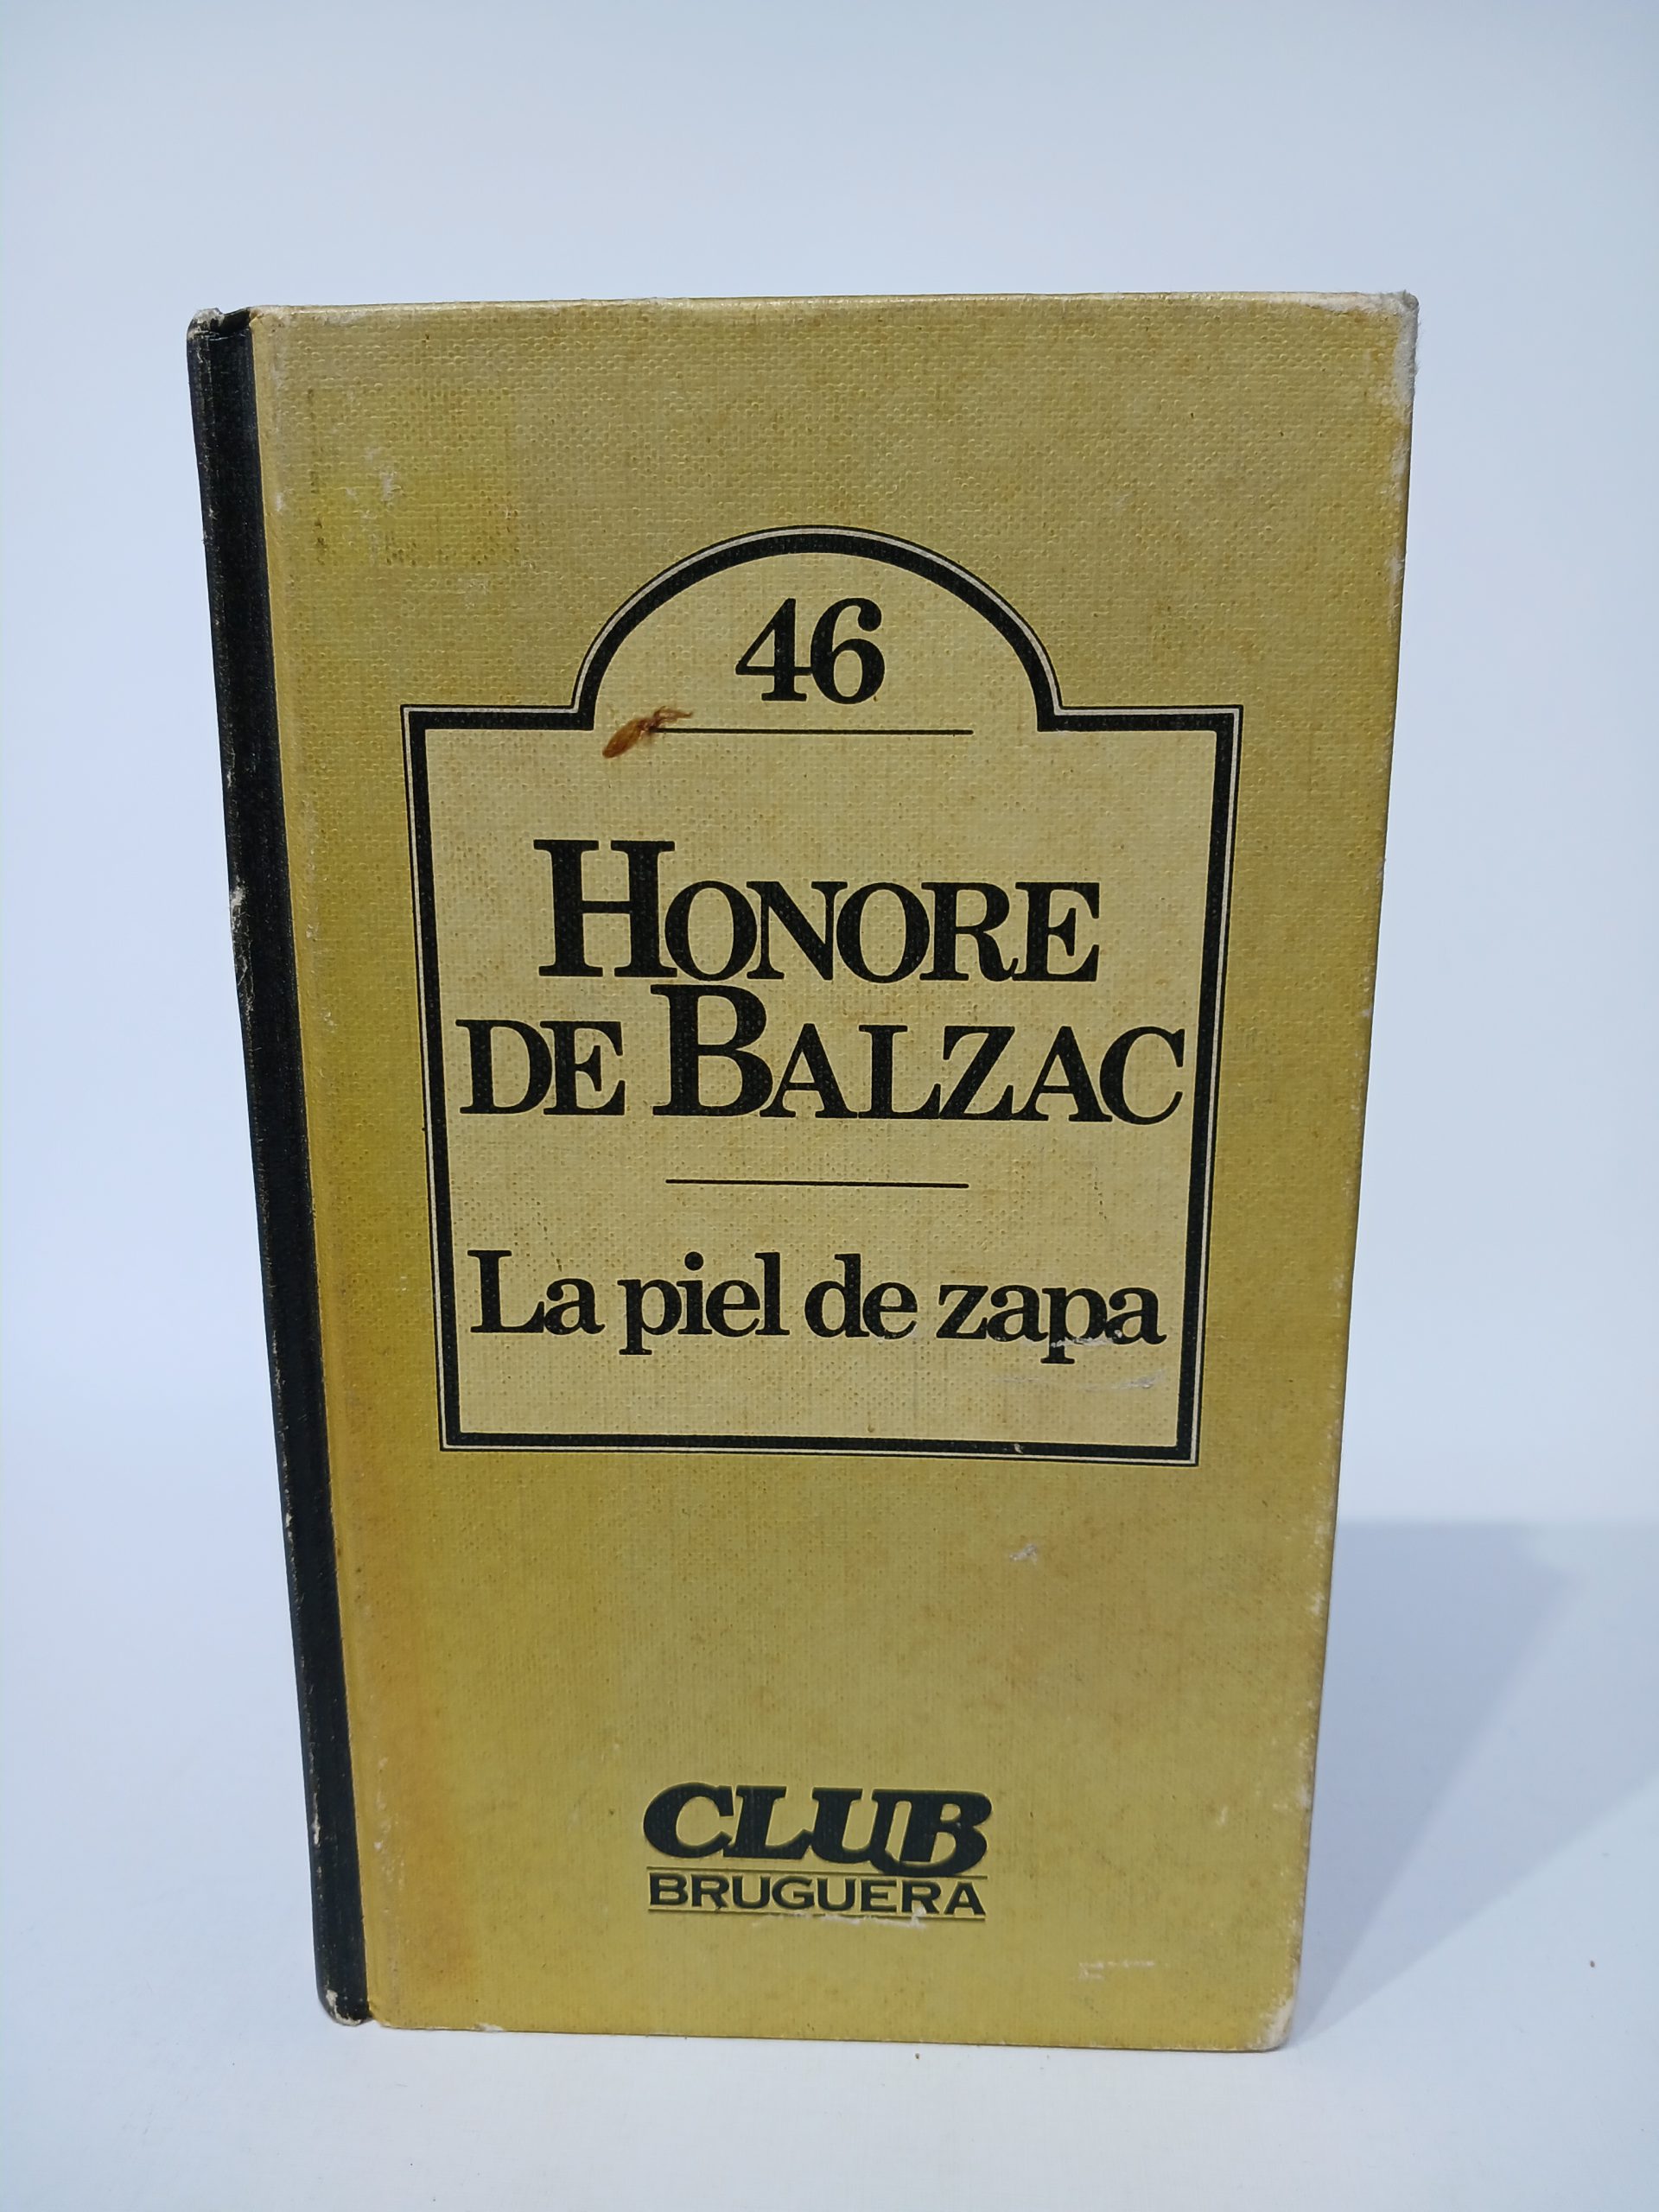 46
HONORE
DE BALZAC
La piel de zapa
CLUB
BRUGUERA